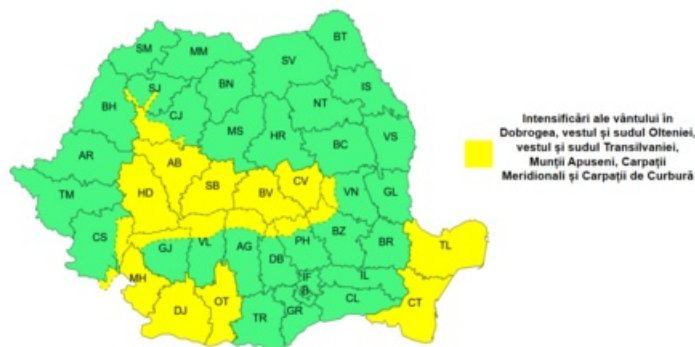 BT
SM
MM
SV
SJ
BN
IS
BH
CJ
NT
MS
HR
BC
VS
AR
AB
TM
HD
SB
BV
CV
VN
GL
CS
GJ
VL
AG
PH
BZ
BR
TL
DB
MH
IF
B
IL
DJ
OT
CL
CT
TR
GR
Intensificări ale vântului în
Dobrogea, vestul și sudul Olteniei,
vestul și sudul Transilvaniei,
Munții Apuseni, Carpații
Meridionali și Carpații de Curbură